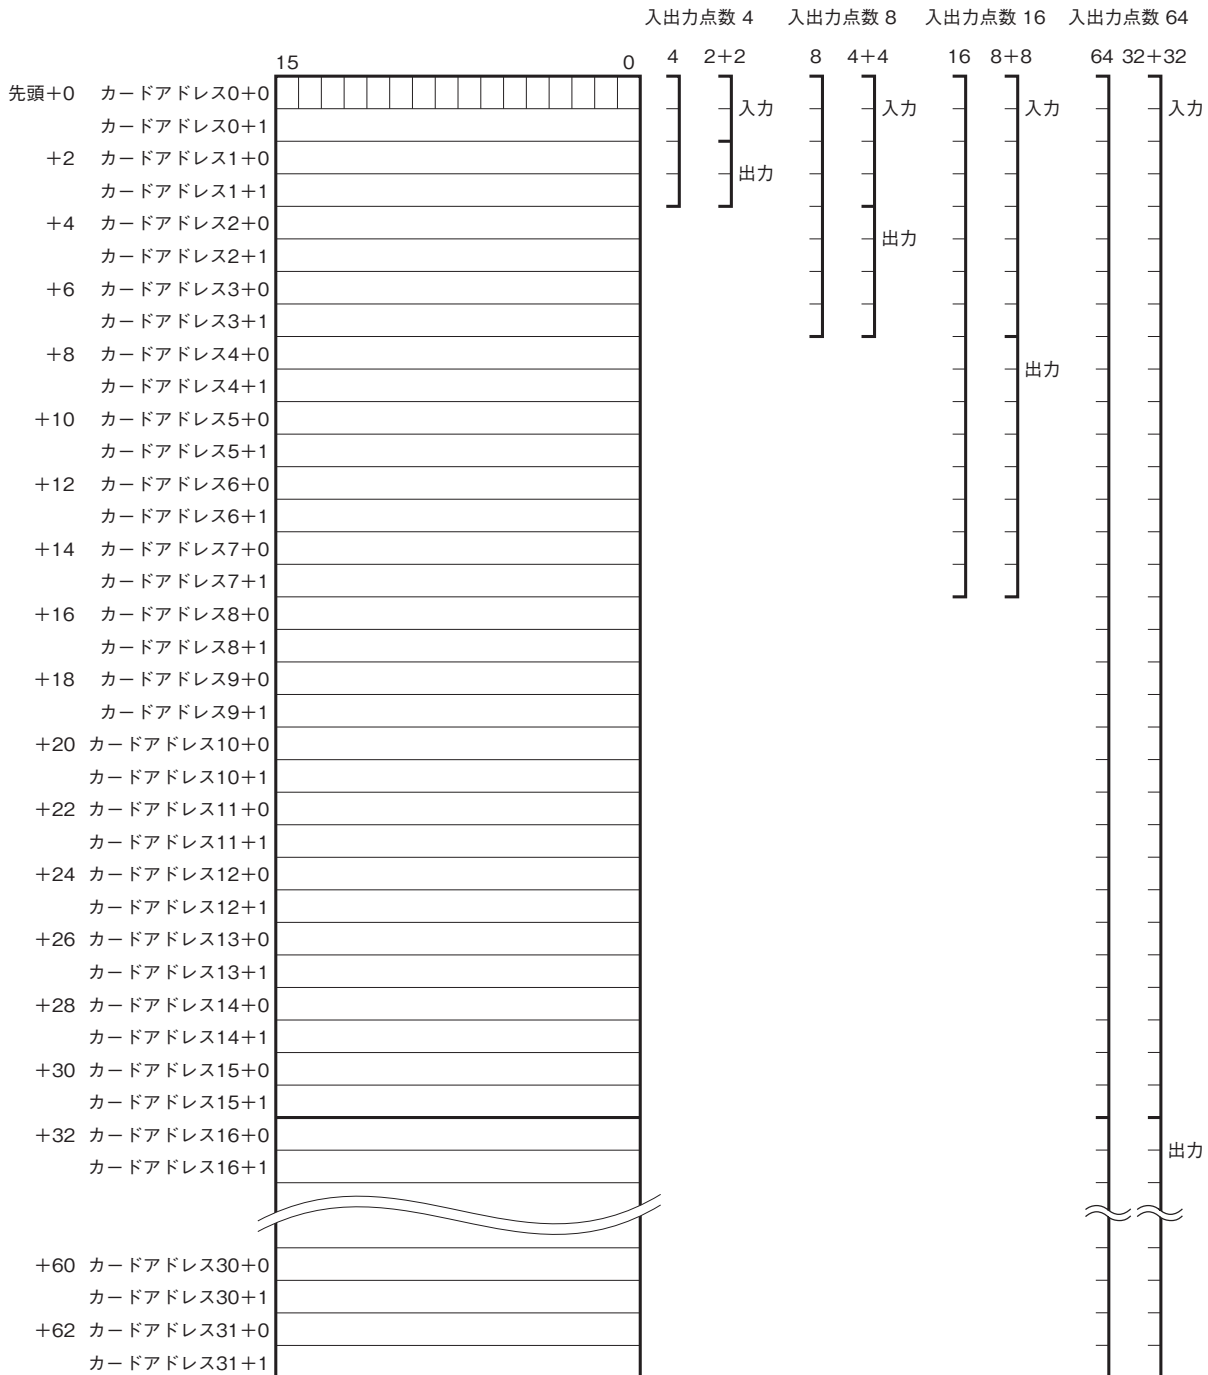 入出力点数 4 入出力点数 8 入出力点数 16 入出力点数 64
15 0 4 2+2 8 4+4 16 8+8 64 32+32
先頭+0 カードアドレス0+0
入力 入力 入力 入力
カードアドレス0+1
+2 カードアドレス1+0
出力
カードアドレス1+1
+4 カードアドレス2+0
出力
カードアドレス2+1
+6 カードアドレス3+0
カードアドレス3+1
+8 カードアドレス4+0
出力
カードアドレス4+1
+10 カードアドレス5+0
カードアドレス5+1
+12 カードアドレス6+0
カードアドレス6+1
+14 カードアドレス7+0
カードアドレス7+1
+16 カードアドレス8+0
カードアドレス8+1
+18 カードアドレス9+0
カードアドレス9+1
+20 カードアドレス10+0
カードアドレス10+1
+22 カードアドレス11+0
カードアドレス11+1
+24 カードアドレス12+0
カードアドレス12+1
+26 カードアドレス13+0
カードアドレス13+1
+28 カードアドレス14+0
カードアドレス14+1
+30 カードアドレス15+0
カードアドレス15+1
+32 カードアドレス16+0
出力
カードアドレス16+1
+60 カードアドレス30+0
カードアドレス30+1
+62 カードアドレス31+0
カードアドレス31+1